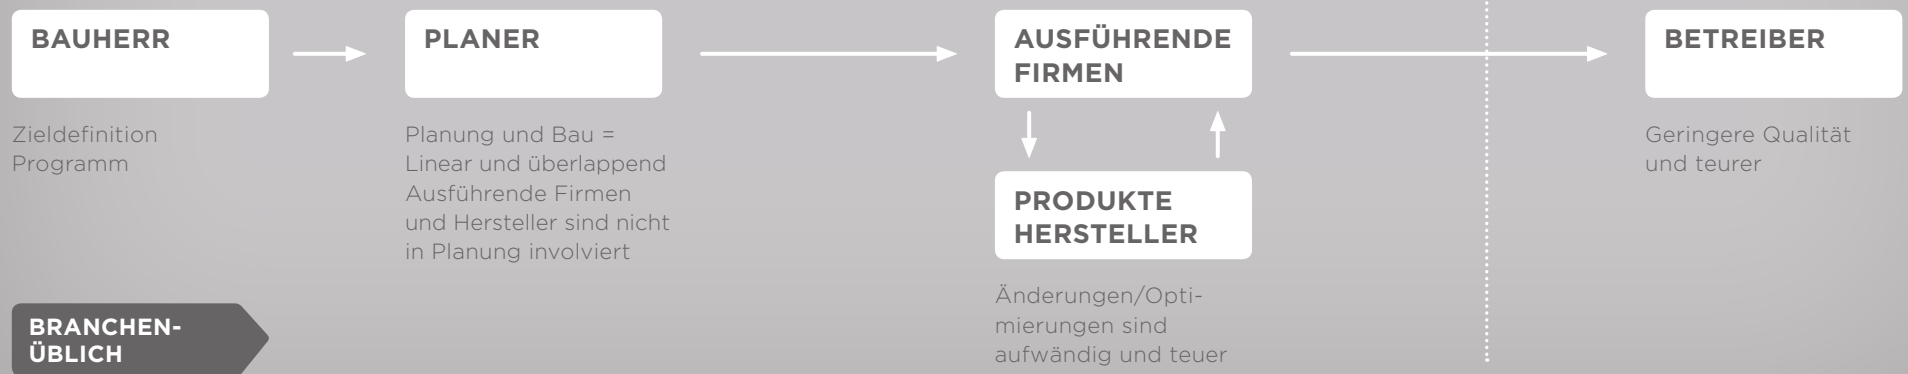 BAUHERR
Zieldefinition
Programm
PLANER
Planung und Bau =
Linear und überlappend
Ausführende Firmen
und Hersteller sind nicht
in Planung involviert
AUSFÜHRENDE
FIRMEN
PRODUKTE
HERSTELLER
Änderungen/Opti-
mierungen sind
aufwändig und teuer
BETREIBER
Geringere Qualität
und teurer
BRANCHEN-
ÜBLICH